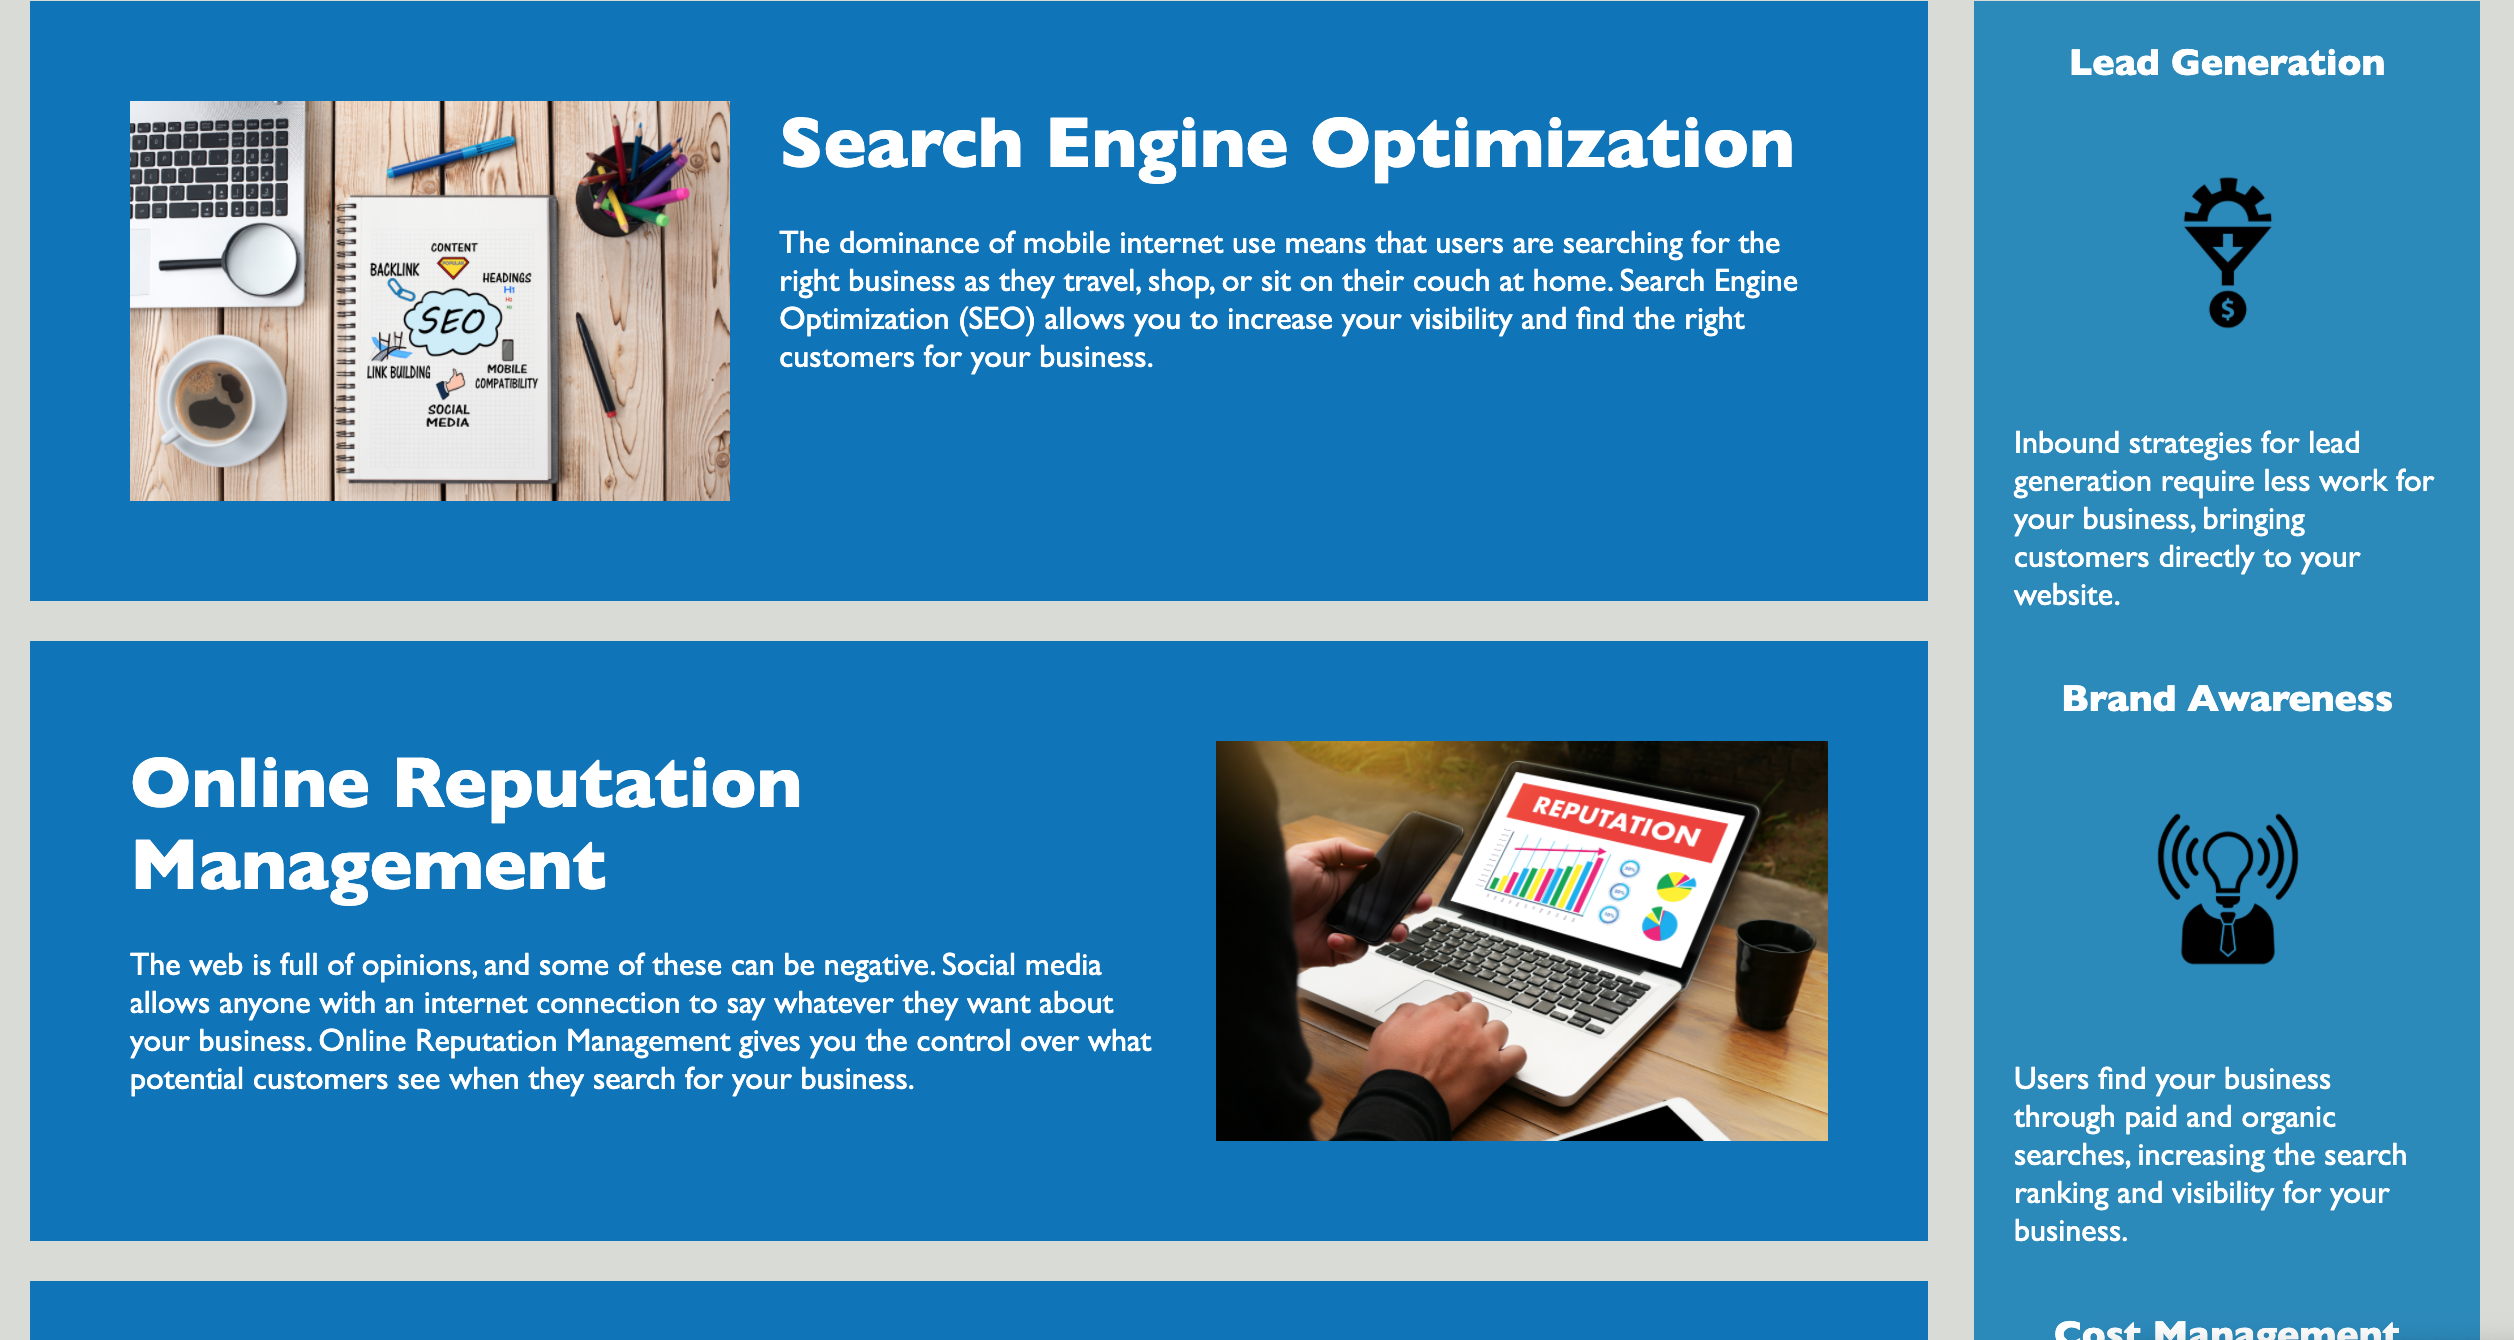 Search Engine Optimization
The dominance of mobile internet use means that users are searching for the
right business as they travel, shop, or sit on their couch at home. Search Engine
Optimization (SEO) allows you to increase your visibility and find the right
customers for your business.
CONTENT
POPULAR
BACKLINK
HEADINGS
H1
H2
SEO
LINK BUILDING
MOBILE
COMPATIBILITY
SOCIAL
MEDIA
Online Reputation
Management
The web is full of opinions, and some of these can be negative. Social media
allows anyone with an internet connection to say whatever they want about
your business. Online Reputation Management gives you the control over what
potential customers see when they search for your business.
REPUTATION
Lead Generation
$
Inbound strategies for lead
generation require less work for
your business, bringing
customers directly to your
website.
Brand Awareness
Users find your business
through paid and organic
searches, increasing the search
ranking and visibility for your
business.
Cost Management